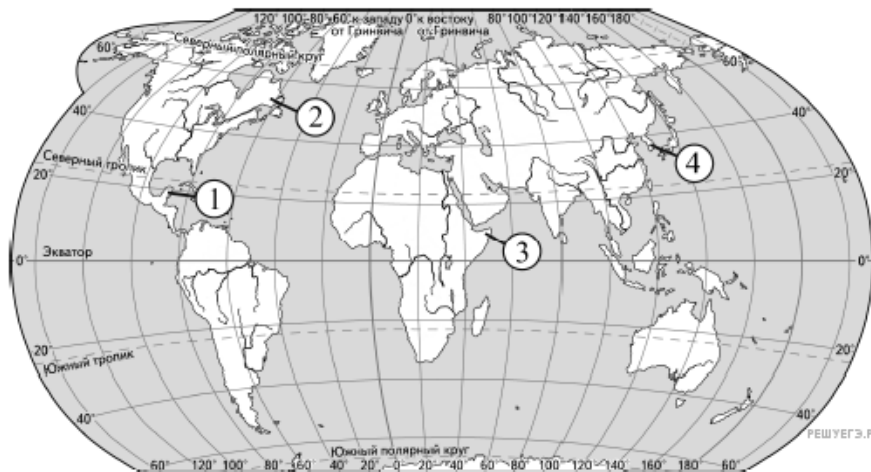 120° 100° 80° 60° к западу 0° к востоку 80° 100° 120° 140° 160° 180°
от Гринвича от Гринвича
Северный полярный круг
60° 60°
40° 40°
Северный тропик
20° 20°
2
4
1
3
Экватор
0° 0°
20° 20°
Южный тропик
40° 40°
РЕШУЕГЭ.Р
Южный полярный круг
60° 120° 100° 80° 60° 40° 20° 0° 20° 40° 60° 80° 100° 120° 140° 160° 180° 60°